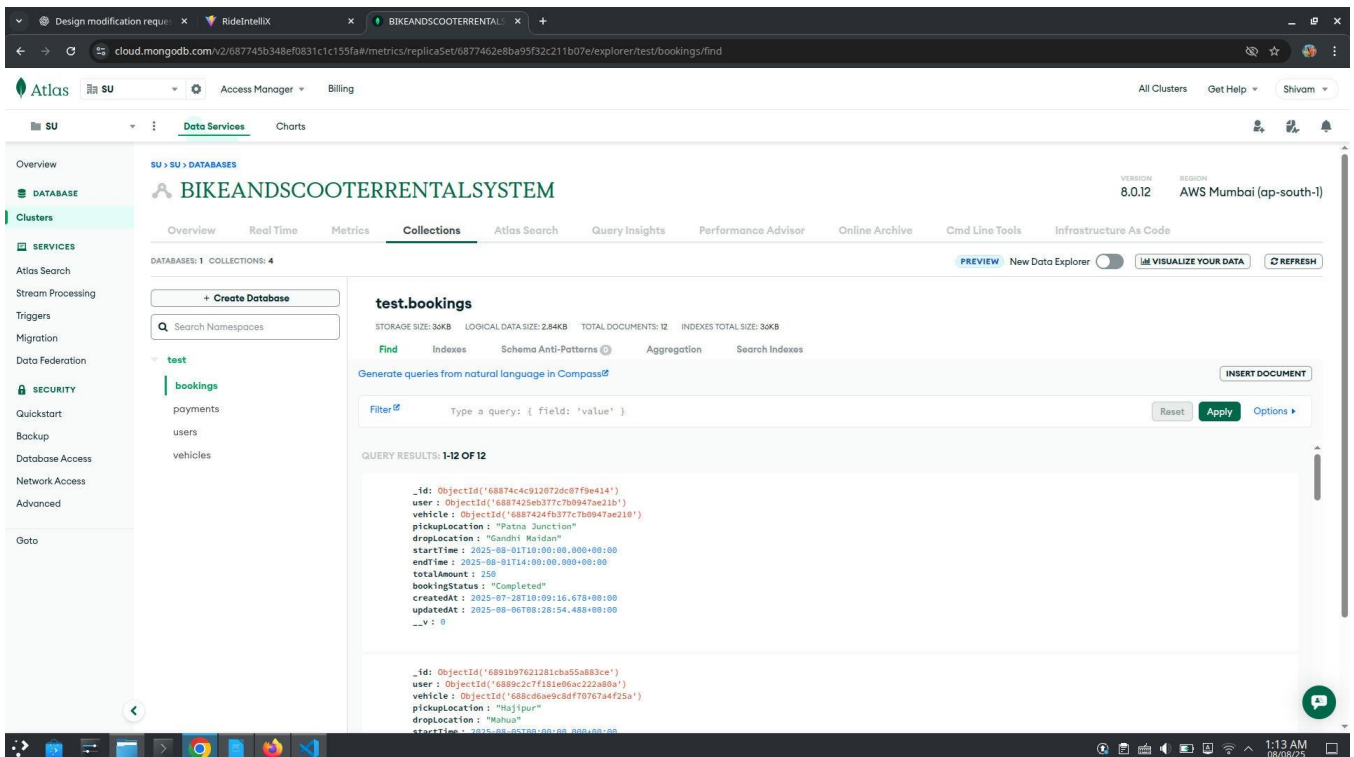 Design modification reque
RideIntelliX
BIKEANDSCOOTERRENTALS
cloud.mongodb.com/v2/687745b348ef0831c1c155fa#/metrics/replicaSet/6877462e8ba95f32c211b07e/explorer/test/bookings/find
Atlas
SU
Access Manager
Billing
All Clusters
Get Help
Shivam
SU
Data Services
Charts
Overview
DATABASE
Clusters
SERVICES
Atlas Search
Stream Processing
Triggers
Migration
Data Federation
SECURITY
Quickstart
Backup
Database Access
Network Access
Advanced
Goto
SU > SU > DATABASES
BIKEANDSCOOTERRENTALSYSTEM
VERSION
8.0.12
REGION
AWS Mumbai (ap-south-1)
Overview Real Time Metrics Collections Atlas Search Query Insights Performance Advisor Online Archive Cmd Line Tools Infrastructure As Code
DATABASES: 1 COLLECTIONS: 4
PREVIEW New Data Explorer
VISUALIZE YOUR DATA
REFRESH
+ Create Database
Search Namespaces
test
bookings
payments
users
vehicles
test.bookings
STORAGE SIZE: 36KB LOGICAL DATA SIZE: 2.84KB TOTAL DOCUMENTS: 12 INDEXES TOTAL SIZE: 36KB
Find Indexes Schema Anti-Patterns 0 Aggregation Search Indexes
Generate queries from natural language in Compass
INSERT DOCUMENT
Filter
Type a query: { field: 'value' }
Reset
Apply
Options
QUERY RESULTS: 1-12 OF 12
_id: ObjectId('68874c4c912072dc07f9e414')
user : ObjectId('6887425eb377c7b0947ae21b')
vehicle : ObjectId('6887424fb377c7b0947ae210')
pickupLocation : "Patna Junction"
dropLocation : "Gandhi Maidan"
startTime : 2025-08-01T10:00:00.000+00:00
endTime : 2025-08-01T14:00:00.000+00:00
totalAmount : 250
bookingStatus : "Completed"
createdAt : 2025-07-28T10:09:16.678+00:00
updatedAt : 2025-08-06T08:28:54.488+00:00
__v : 0
_id: ObjectId('6891b97621281cba55a883ce')
user : ObjectId('6889c2c7f181e06ac222a80a')
vehicle : ObjectId('688cd6ae9c8df70767a4f25a')
pickupLocation : "Hajipur"
dropLocation : "Mahua"
startTime : 2025-08-05T00:00:00.000+00:00
1:13 AM
08/08/25